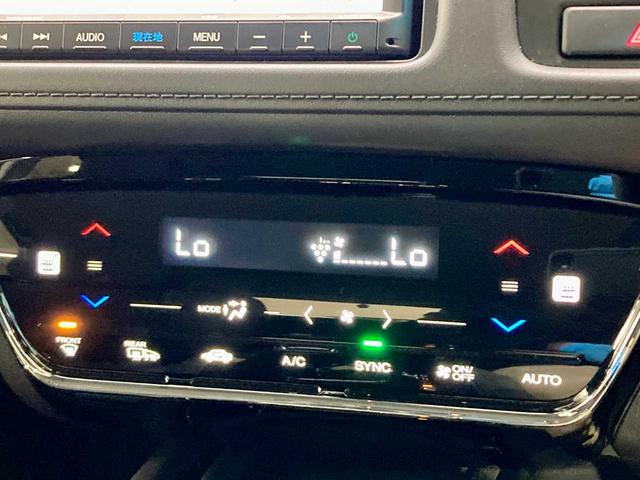 AUDIO 現在地 MENU − +
Lo Lo
MODE
FRONT REAR A/C SYNC ON/OFF AUTO